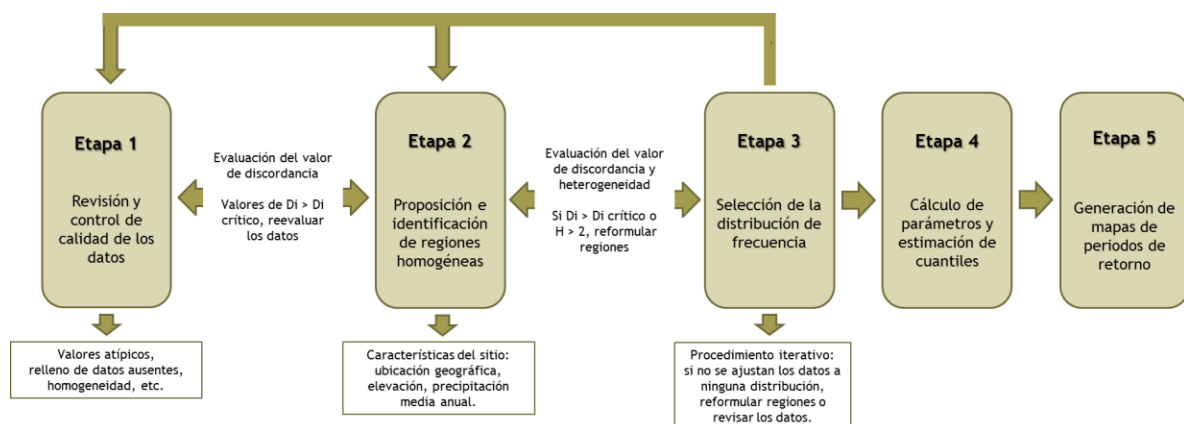 Etapa 1
Revisión y
control de
calidad de los
datos
Evaluación del valor
de discordancia
Valores de Di > Di
crítico, reevaluar
los datos
Etapa 2
Proposición e
identificación
de regiones
homogéneas
Evaluación del valor
de discordancia y
heterogeneidad
Si Di > Di crítico o
H > 2, reformular
regiones
Etapa 3
Selección de la
distribución de
frecuencia
Etapa 4
Cálculo de
parámetros y
estimación de
cuantiles
Etapa 5
Generación de
mapas de
periodos de
retorno
Valores atípicos,
relleno de datos ausentes,
homogeneidad, etc.
Características del sitio:
ubicación geográfica,
elevación, precipitación
media anual.
Procedimiento iterativo:
si no se ajustan los datos a
ninguna distribución,
reformular regiones o
revisar los datos.